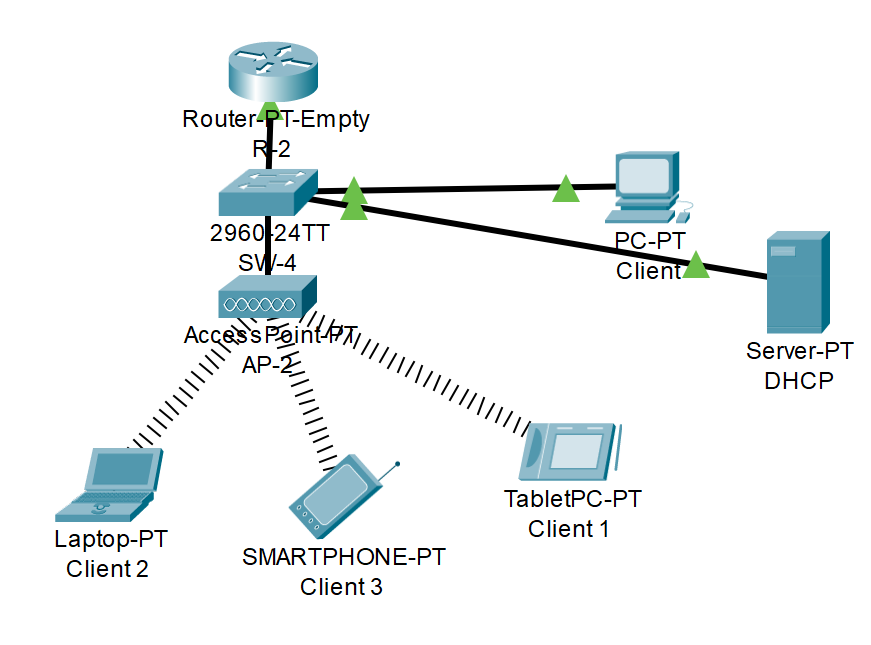 Router-PT-Empty
R-2
2960-24TT
SW-4
PC-PT
Client
Server-PT
DHCP
AccessPoint-PT
AP-2
Laptop-PT
Client 2
SMARTPHONE-PT
Client 3
TabletPC-PT
Client 1